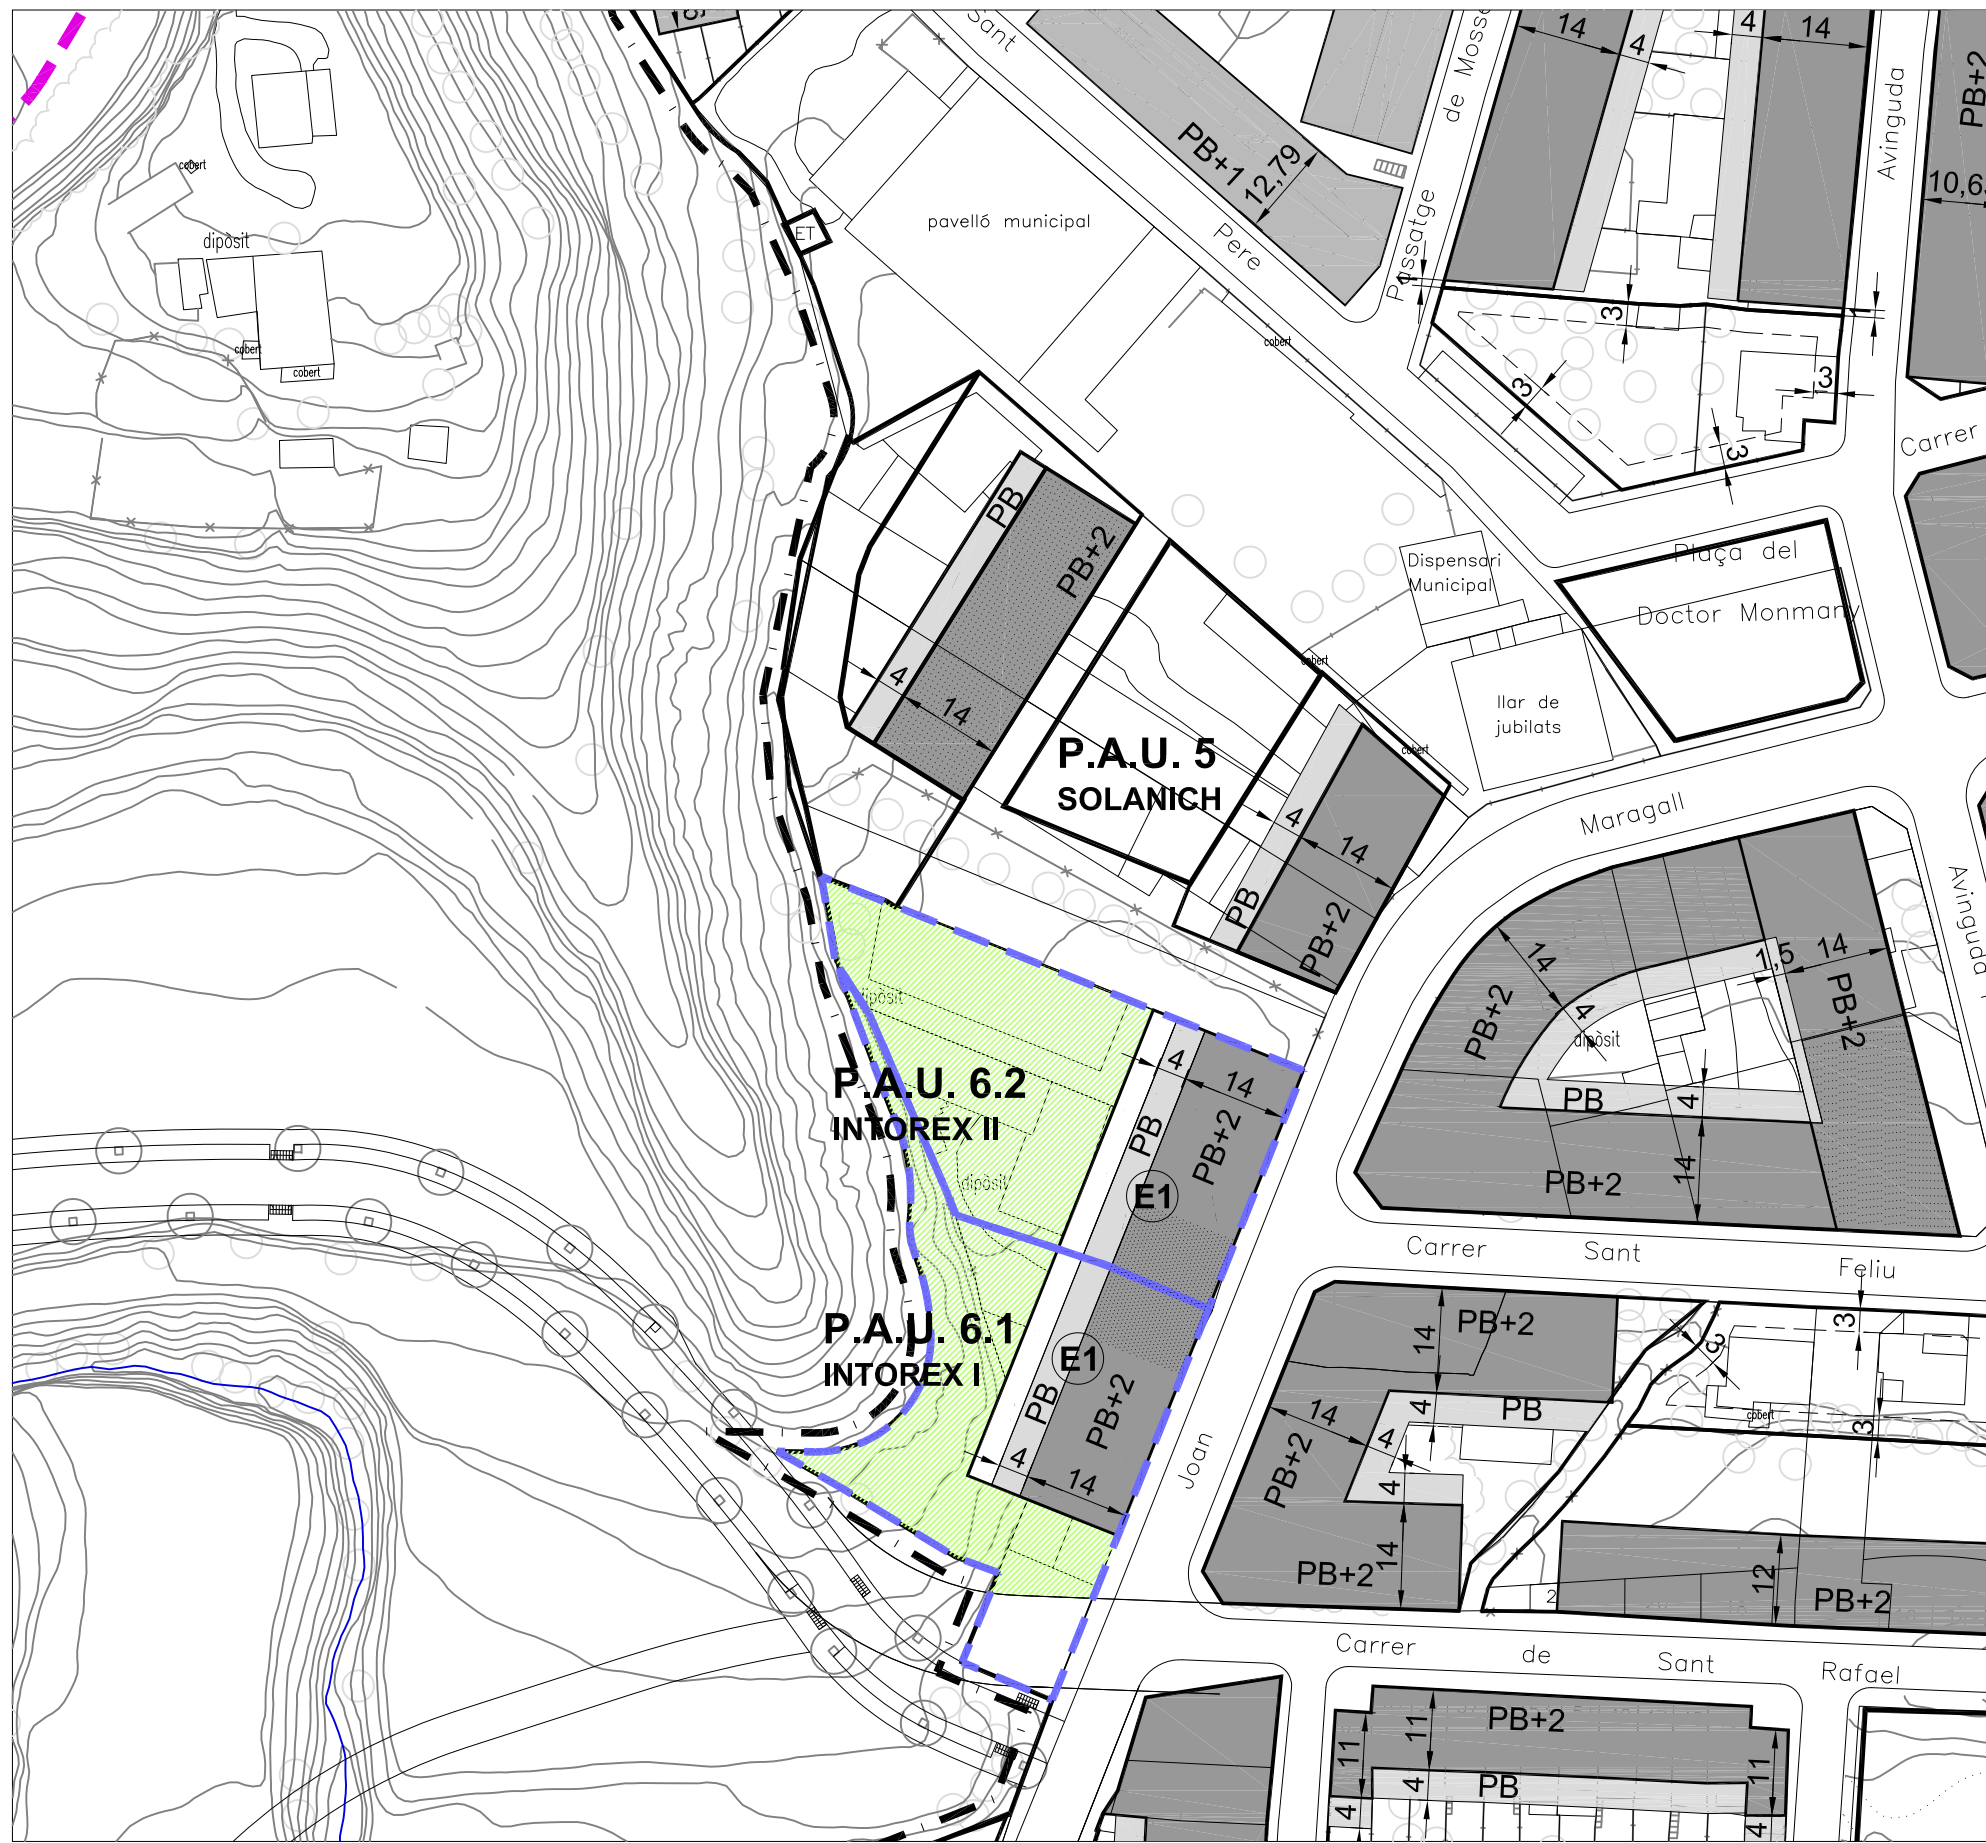 Sant
Pere
Passatge
de Mosse
Avinguda
14
4
4
14
PB+2
10,6
PB+1
12,79
cobert
dipòsit
cobert
cobert
ET
pavelló municipal
cobert
1
3
1
3
3
3
Carrer
PB
PB+2
4
14
Dispensari
Municipal
Plaça del
Doctor Monmany
cobert
llar de
jubilats
cobert
P.A.U. 5
SOLANICH
4
14
PB
PB+2
Maragall
Avinguda
14
4
1,5
14
PB+2
PB+2
dipòsit
PB
4
14
PB+2
dipòsit
P.A.U. 6.2
INTOREX II
dipòsit
4
14
PB
PB+2
E1
Carrer Sant Feliu
P.A.U. 6.1
INTOREX I
E1
PB
PB+2
4
14
Joan
14
PB+2
4
PB
14
4
4
PB+2
14
PB+2
3
3
cobert
3
2
12
PB+2
Carrer de Sant Rafael
11
11
PB+2
11
4
PB
4
4